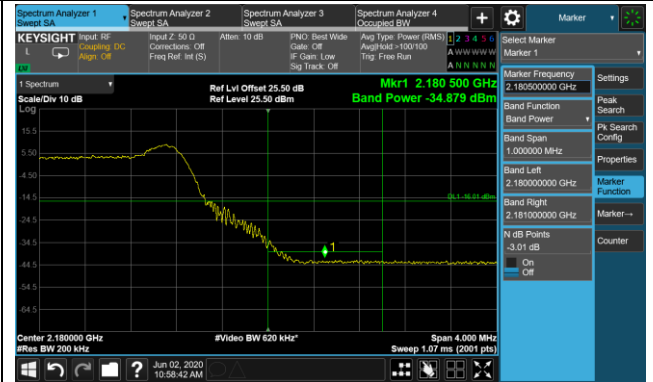 Spectrum Analyzer 1
Swept SA
Spectrum Analyzer 2
Swept SA
Spectrum Analyzer 3
Swept SA
Spectrum Analyzer 4
Occupied BW
+
Marker
KEYSIGHT
L
Input: RF
Coupling: DC
Align: Off
Input Z: 50 Ω
Corrections: Off
Freq Ref: Int (S)
Atten: 10 dB
PNO: Best Wide
Gate: Off
IF Gain: Low
Sig Track: Off
Avg Type: Power (RMS)
Avg|Hold:>100/100
Trig: Free Run
1 2 3 4 5 6
A W W W W W
A N N N N N
Select Marker
Marker 1
1 Spectrum
Scale/Div 10 dB
Log
Ref Lvl Offset 25.50 dB
Ref Level 25.50 dBm
Mkr1 2.180 500 GHz
Band Power -34.879 dBm
15.5
5.50
-4.50
-14.5
-24.5
-34.5
-44.5
-54.5
-64.5
DL1 -16.01 dBm
1
Center 2.180000 GHz
#Res BW 200 kHz
#Video BW 620 kHz*
Span 4.000 MHz
Sweep 1.07 ms (2001 pts)
Marker Frequency
2.180500000 GHz
Band Function
Band Power
Band Span
1.000000 MHz
Band Left
2.180000000 GHz
Band Right
2.181000000 GHz
N dB Points
-3.01 dB
On
Off
Settings
Peak
Search
Pk Search
Config
Properties
Marker
Function
Marker→
Counter
?
Jun 02, 2020
10:58:42 AM